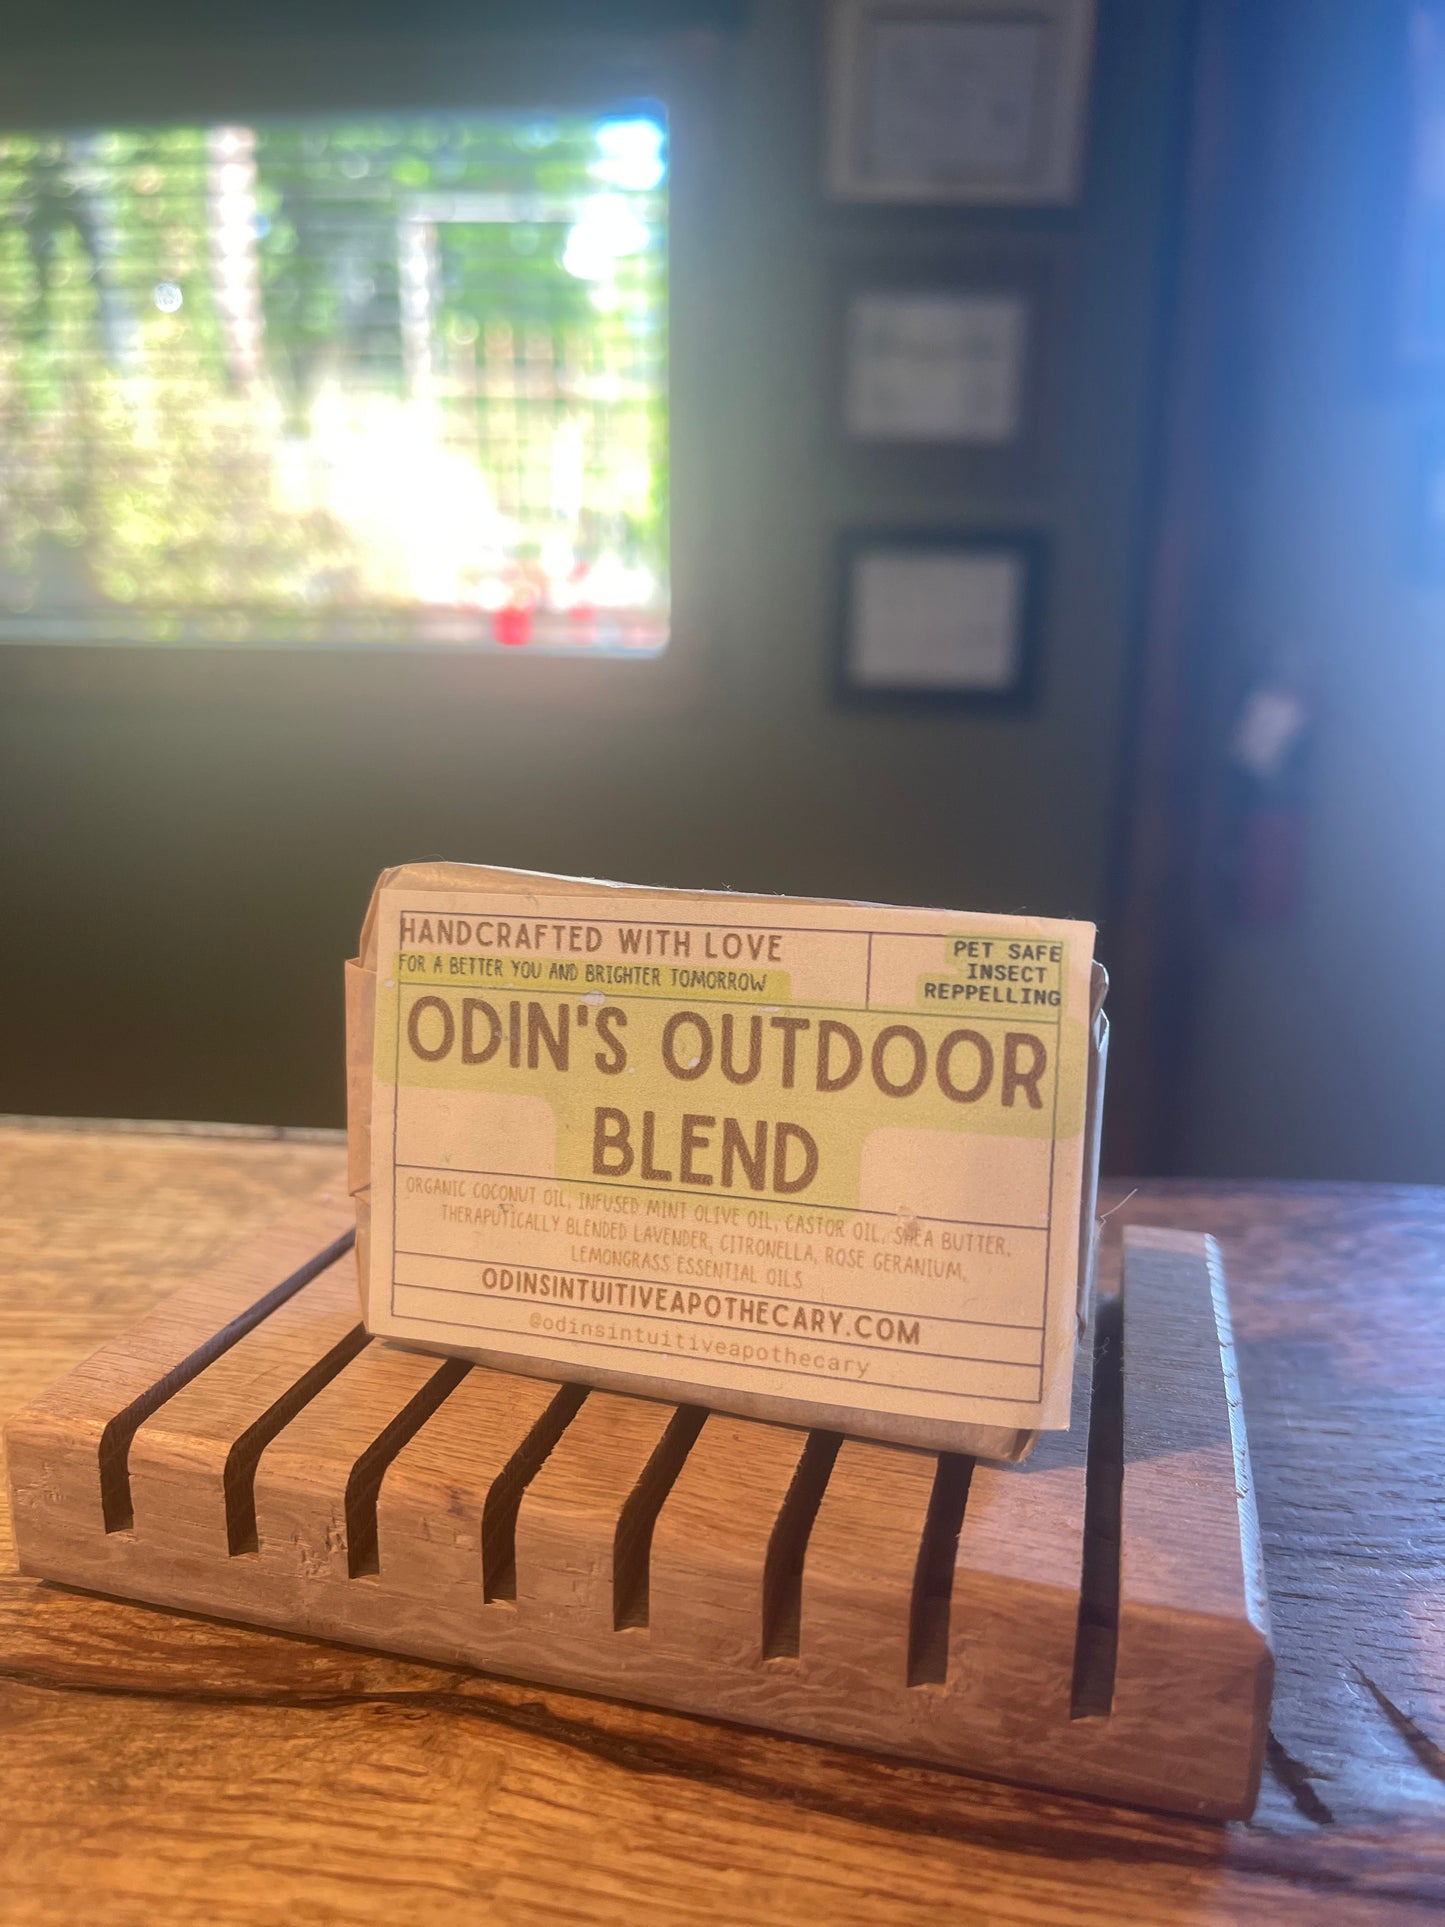 HANDCRAFTED WITH LOVE
FOR A BETTER YOU AND BRIGHTER TOMORROW
PET SAFE
INSECT
REPPELLING
ODIN'S OUTDOOR
BLEND
ORGANIC COCONUT OIL, INFUSED MINT OLIVE OIL, CASTOR OIL, SHEA BUTTER,
THERAPUTICALLY BLENDED LAVENDER, CITRONELLA, ROSE GERANIUM,
LEMONGRASS ESSENTIAL OILS
ODINSINTUITIVEAPOTHECARY.COM
@odinsintuitiveapothecary